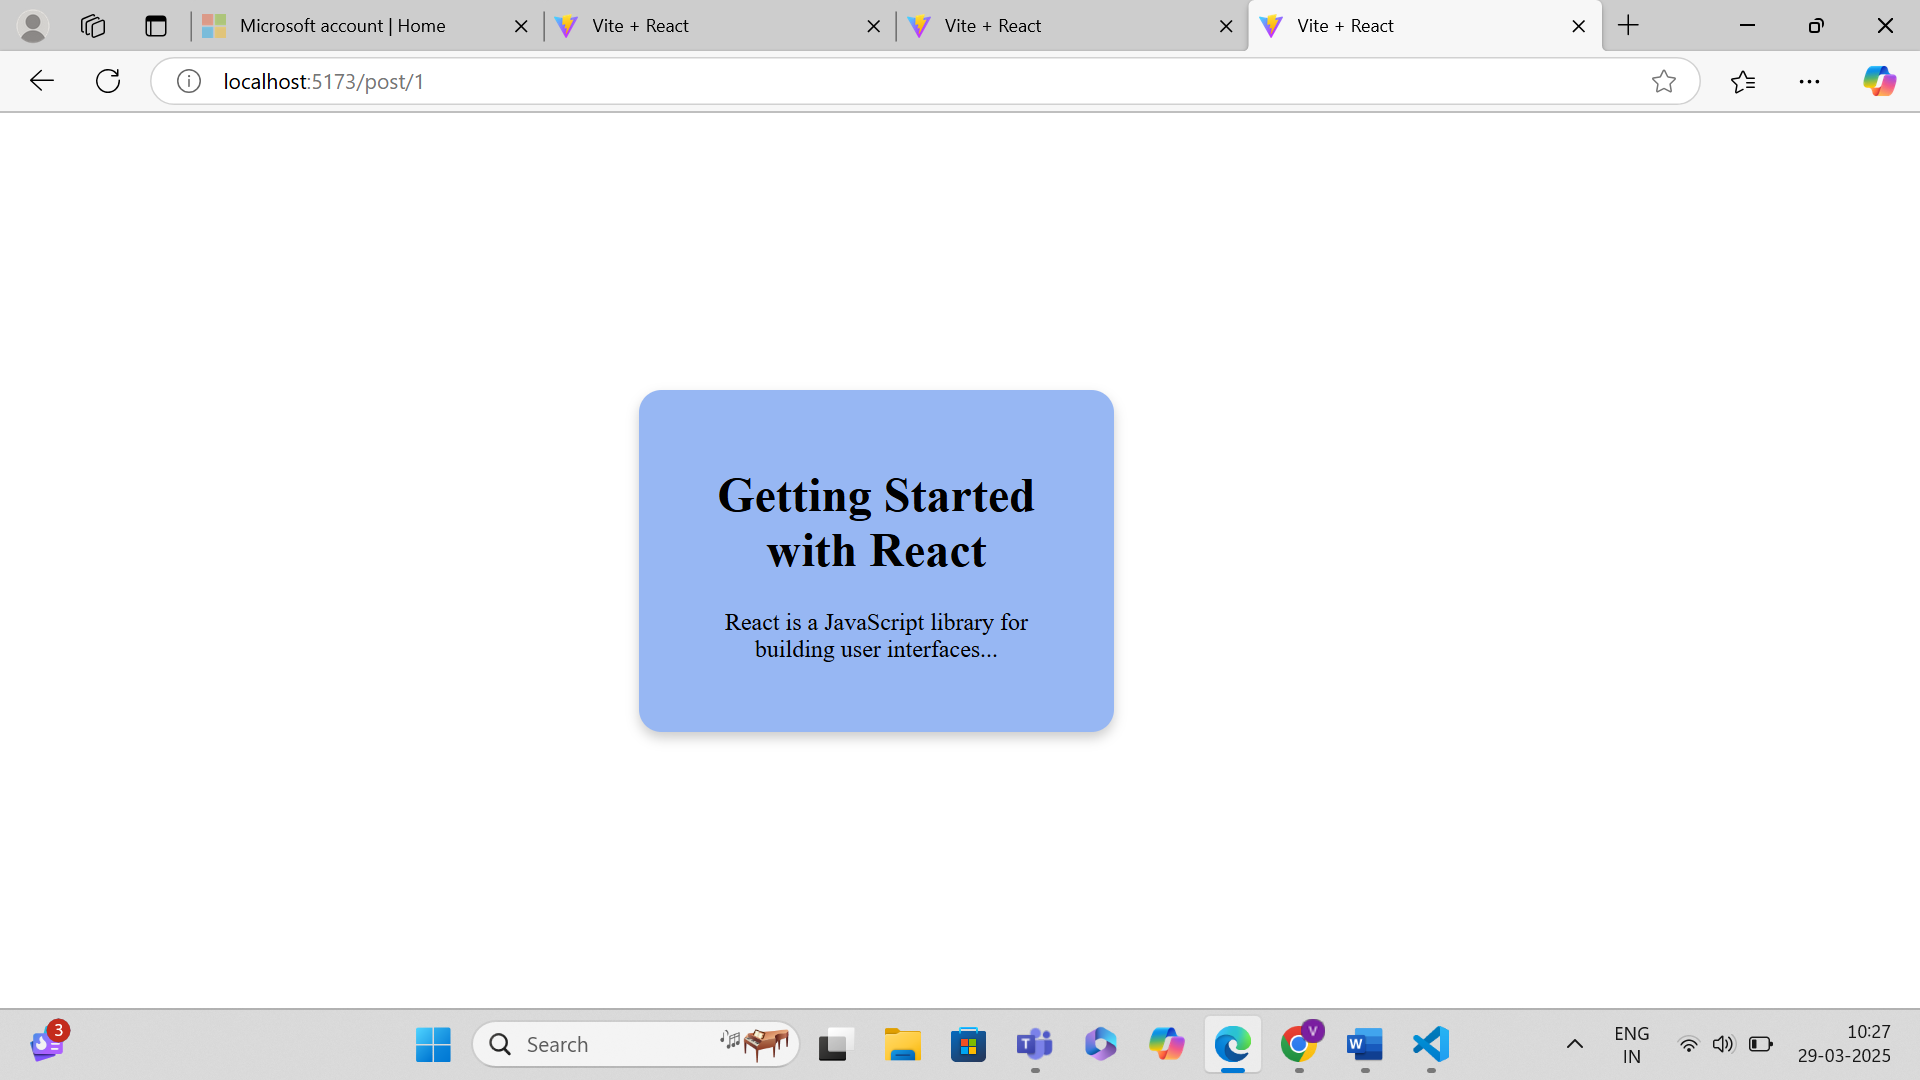 Microsoft account | Home
Vite + React
Vite + React
Vite + React
localhost:5173/post/1
Getting Started
with React
React is a JavaScript library for
building user interfaces...
3
Search
T
V
W
ENG
IN
10:27
29-03-2025